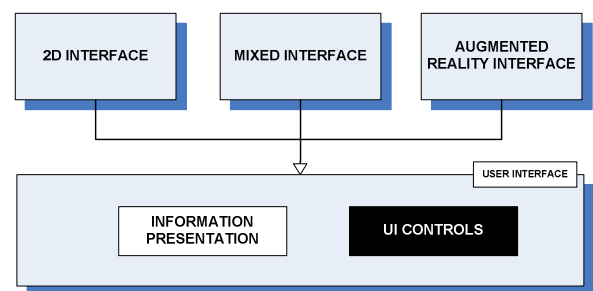 2D INTERFACE
MIXED INTERFACE
AUGMENTED
REALITY INTERFACE
USER INTERFACE
INFORMATION
PRESENTATION
UI CONTROLS